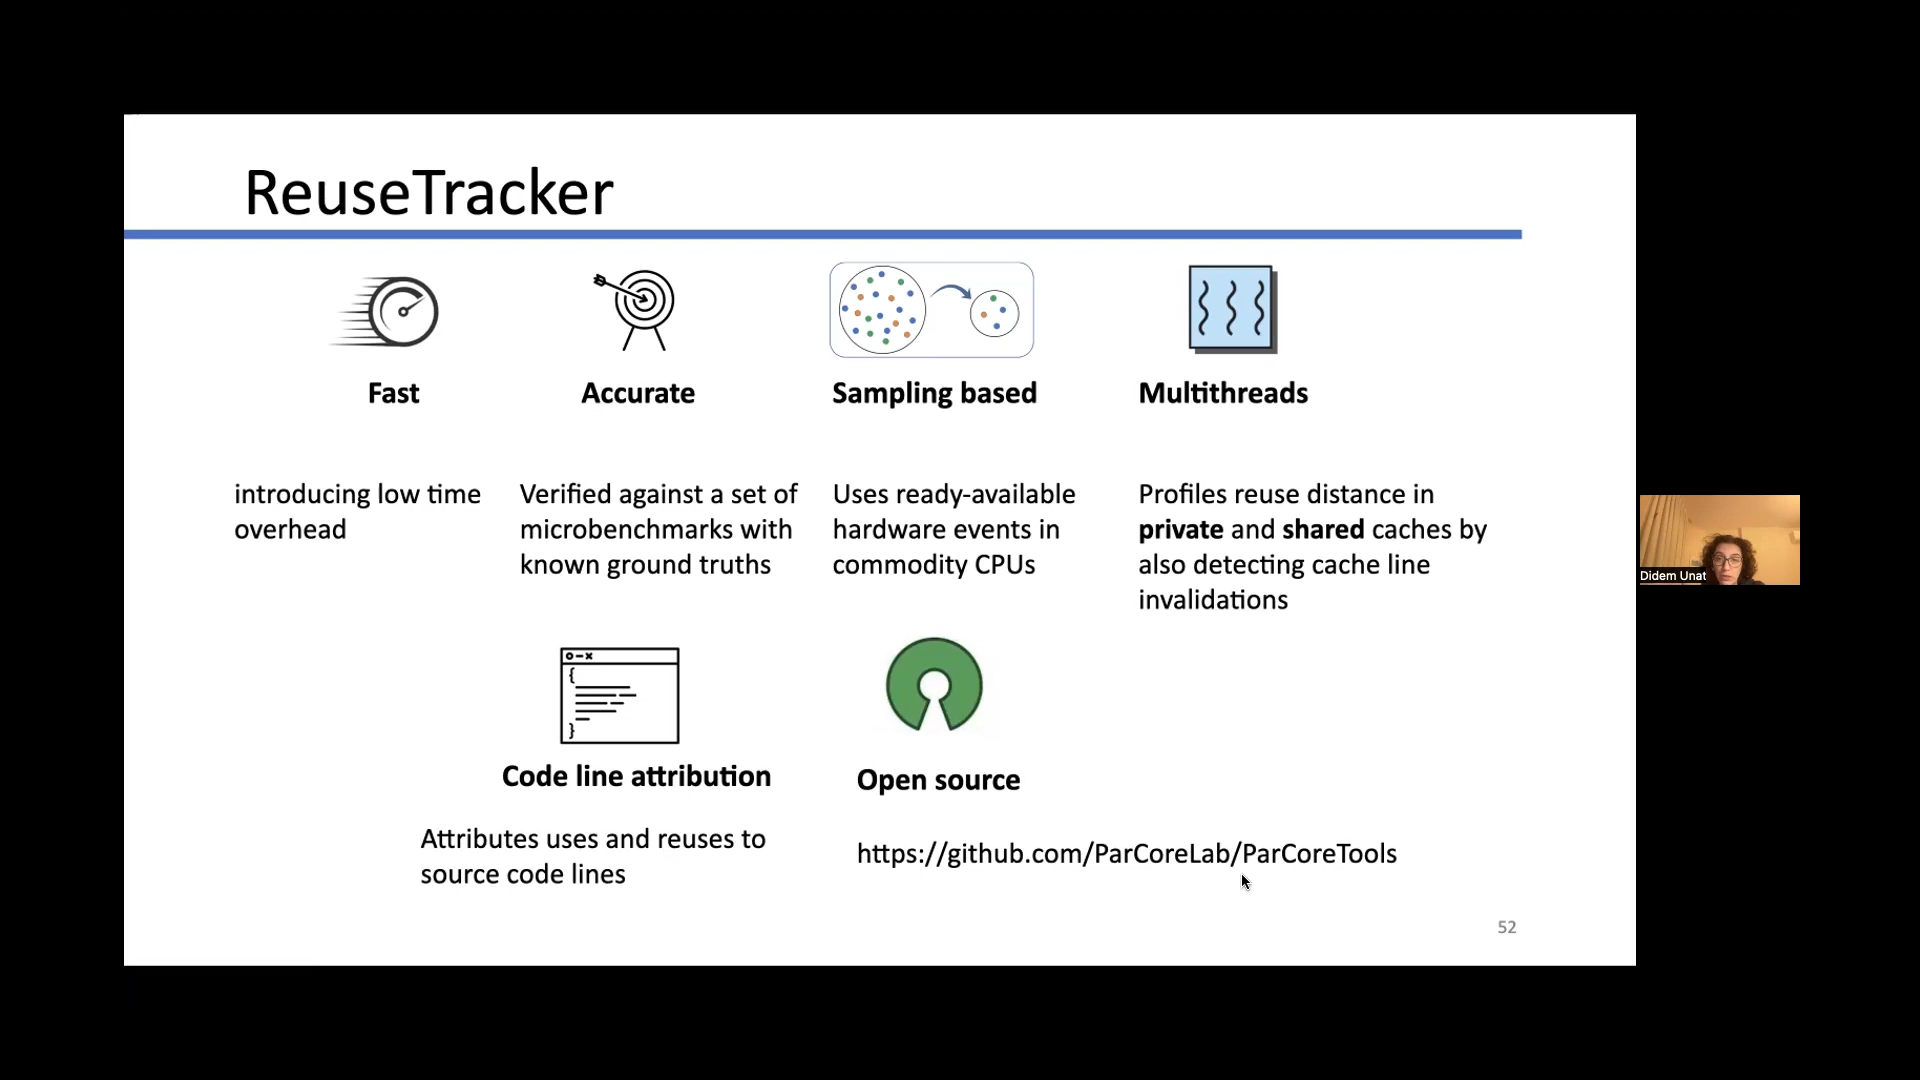 ReuseTracker
Fast
Accurate
Sampling based
Multithreads
introducing low time
overhead
Verified against a set of
microbenchmarks with
known ground truths
Uses ready-available
hardware events in
commodity CPUs
Profiles reuse distance in
private and shared caches by
also detecting cache line
invalidations
Code line attribution
Open source
Attributes uses and reuses to
source code lines
https://github.com/ParCoreLab/ParCoreTools
52
Didem Unat